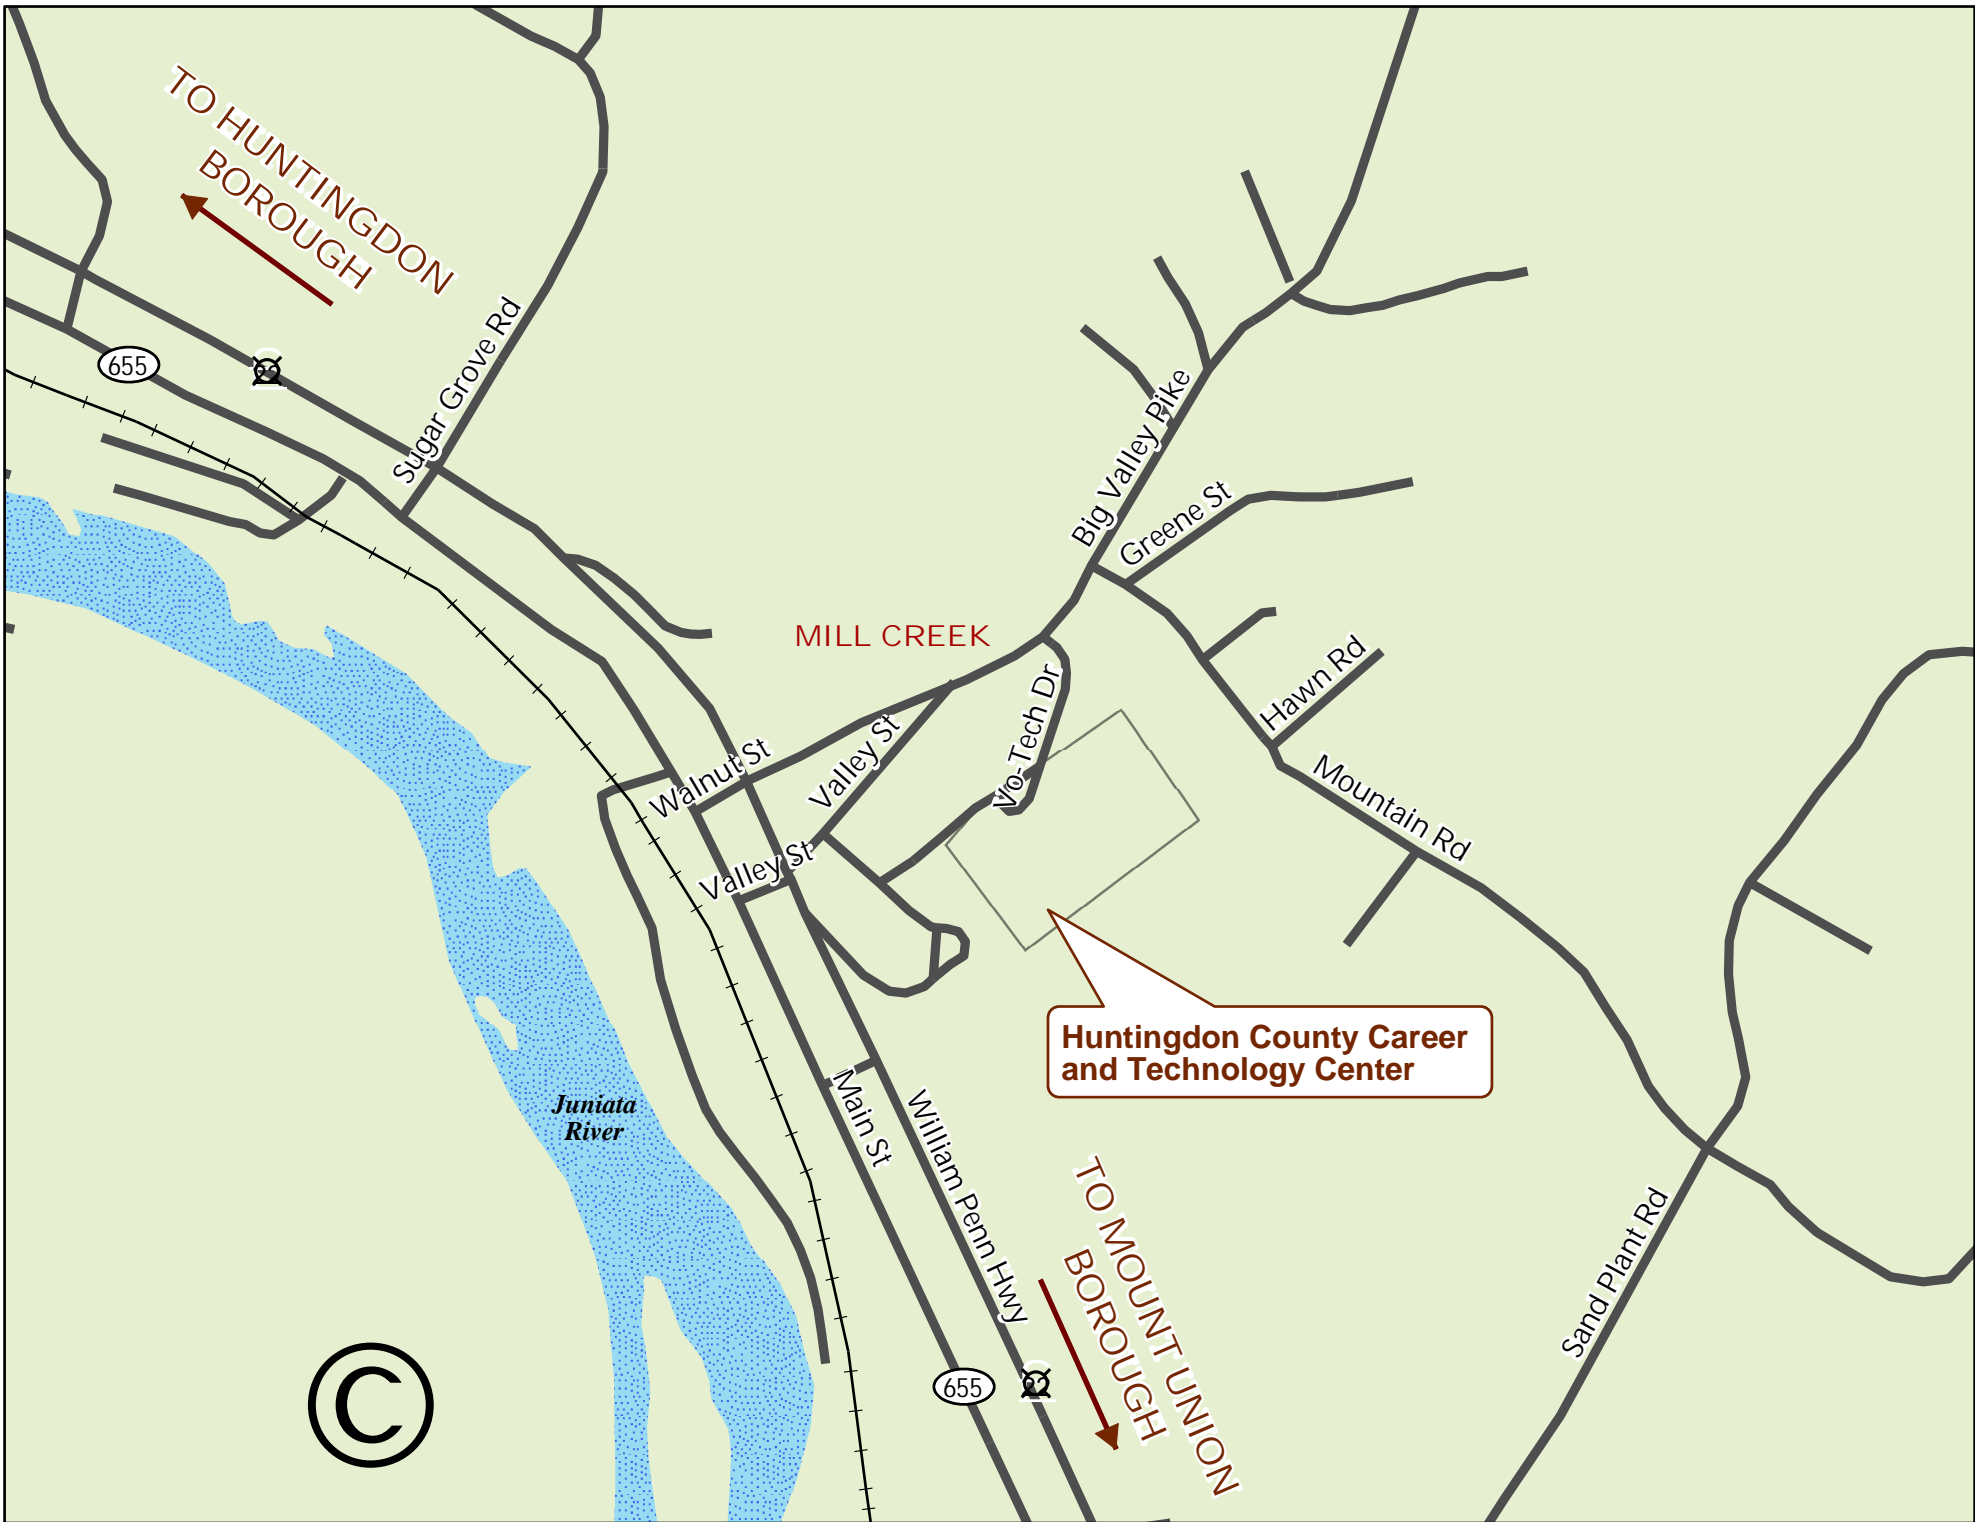 TO HUNTINGDON
BOROUGH
655
22
Sugar Grove Rd
Big Valley Pike
Greene St
MILL CREEK
Hawn Rd
Vo-Tech Dr
Valley St
Walnut St
Mountain Rd
Valley St
Huntingdon County Career
and Technology Center
Juniata
River
Main St
William Penn Hwy
TO MOUNT UNION
BOROUGH
Sand Plant Rd
655
22
©